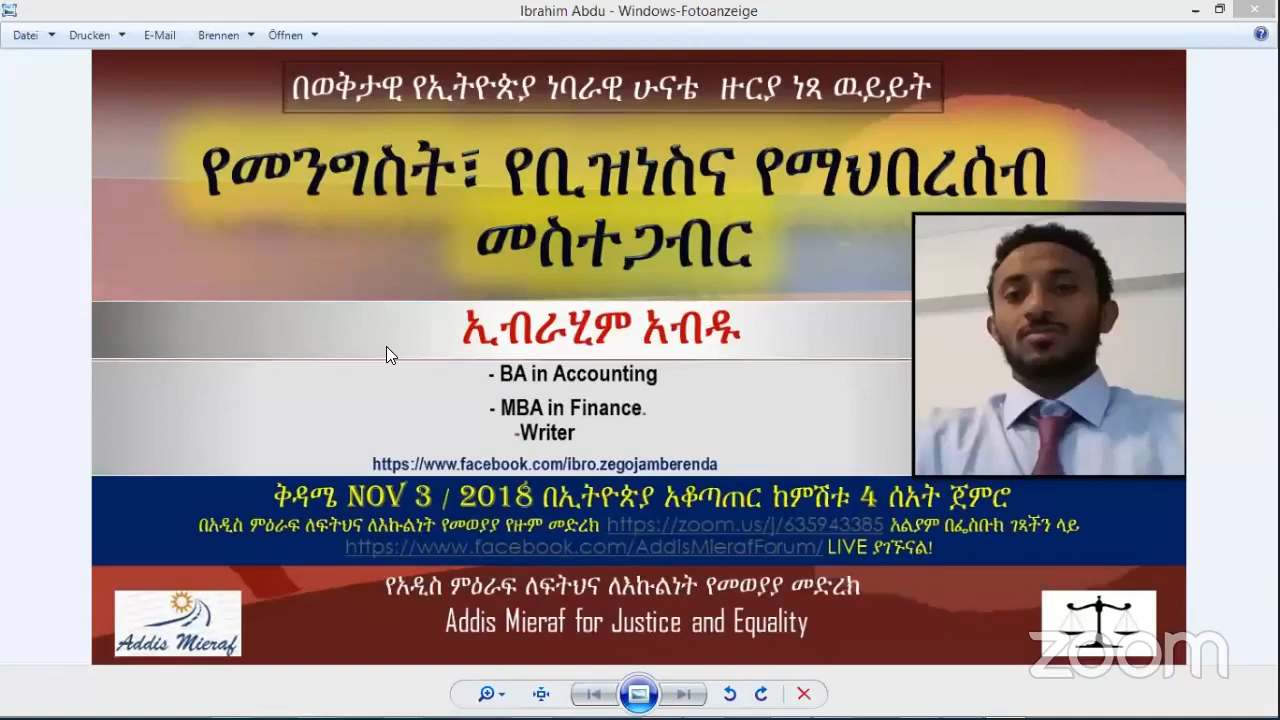 Ibrahim Abdu - Windows-Fotoanzeige
Datei Drucken E-Mail Brennen Öffnen
በወቅታዊ የኢትዮጵያ ነባራዊ ሁናቴ ዙርያ ነጻ ዉይይት
የመንግስት፣ የቢዝነስና የማህበረሰብ
መስተጋብር
ኢብራሂም አብዱ
- BA in Accounting
- MBA in Finance.
-Writer
https://www.facebook.com/ibro.zegojamberenda
ቅዳሜ NOV 3 / 2018 በኢትዮጵያ አቆጣጠር ከምሽቱ 4 ሰአት ጀምሮ
በአዲስ ምዕራፍ ለፍትህና ለእኩልነት የመወያያ የዙም መድረክ https://zoom.us/j/635943385 አልያም በፌስቡክ ገጻችን ላይ
https://www.facebook.com/AddisMierafForum/ LIVE ያገኙናል!
የአዲስ ምዕራፍ ለፍትህና ለእኩልነት የመወያያ መድረክ
Addis Mieraf for Justice and Equality
Addis Mieraf
zoom